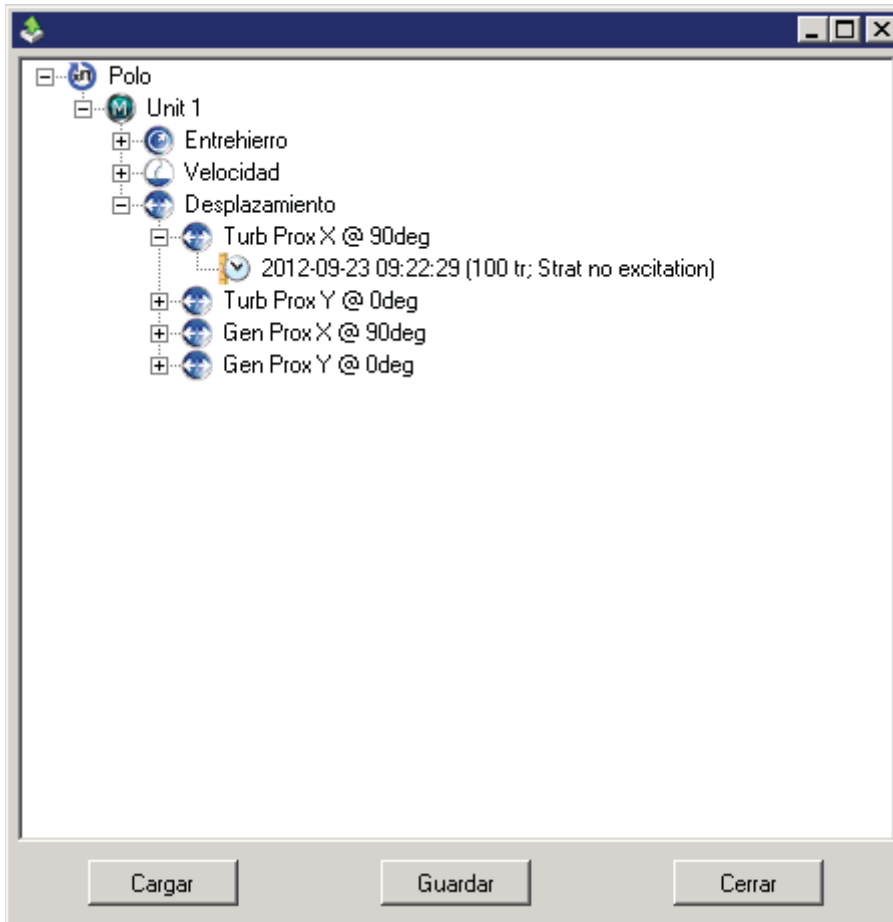 Polo
Unit 1
Entrehierro
Velocidad
Desplazamiento
Turb Prox X @ 90deg
2012-09-23 09:22:29 (100 tr; Strat no excitation)
Turb Prox Y @ 0deg
Gen Prox X @ 90deg
Gen Prox Y @ 0deg
Cargar Guardar Cerrar